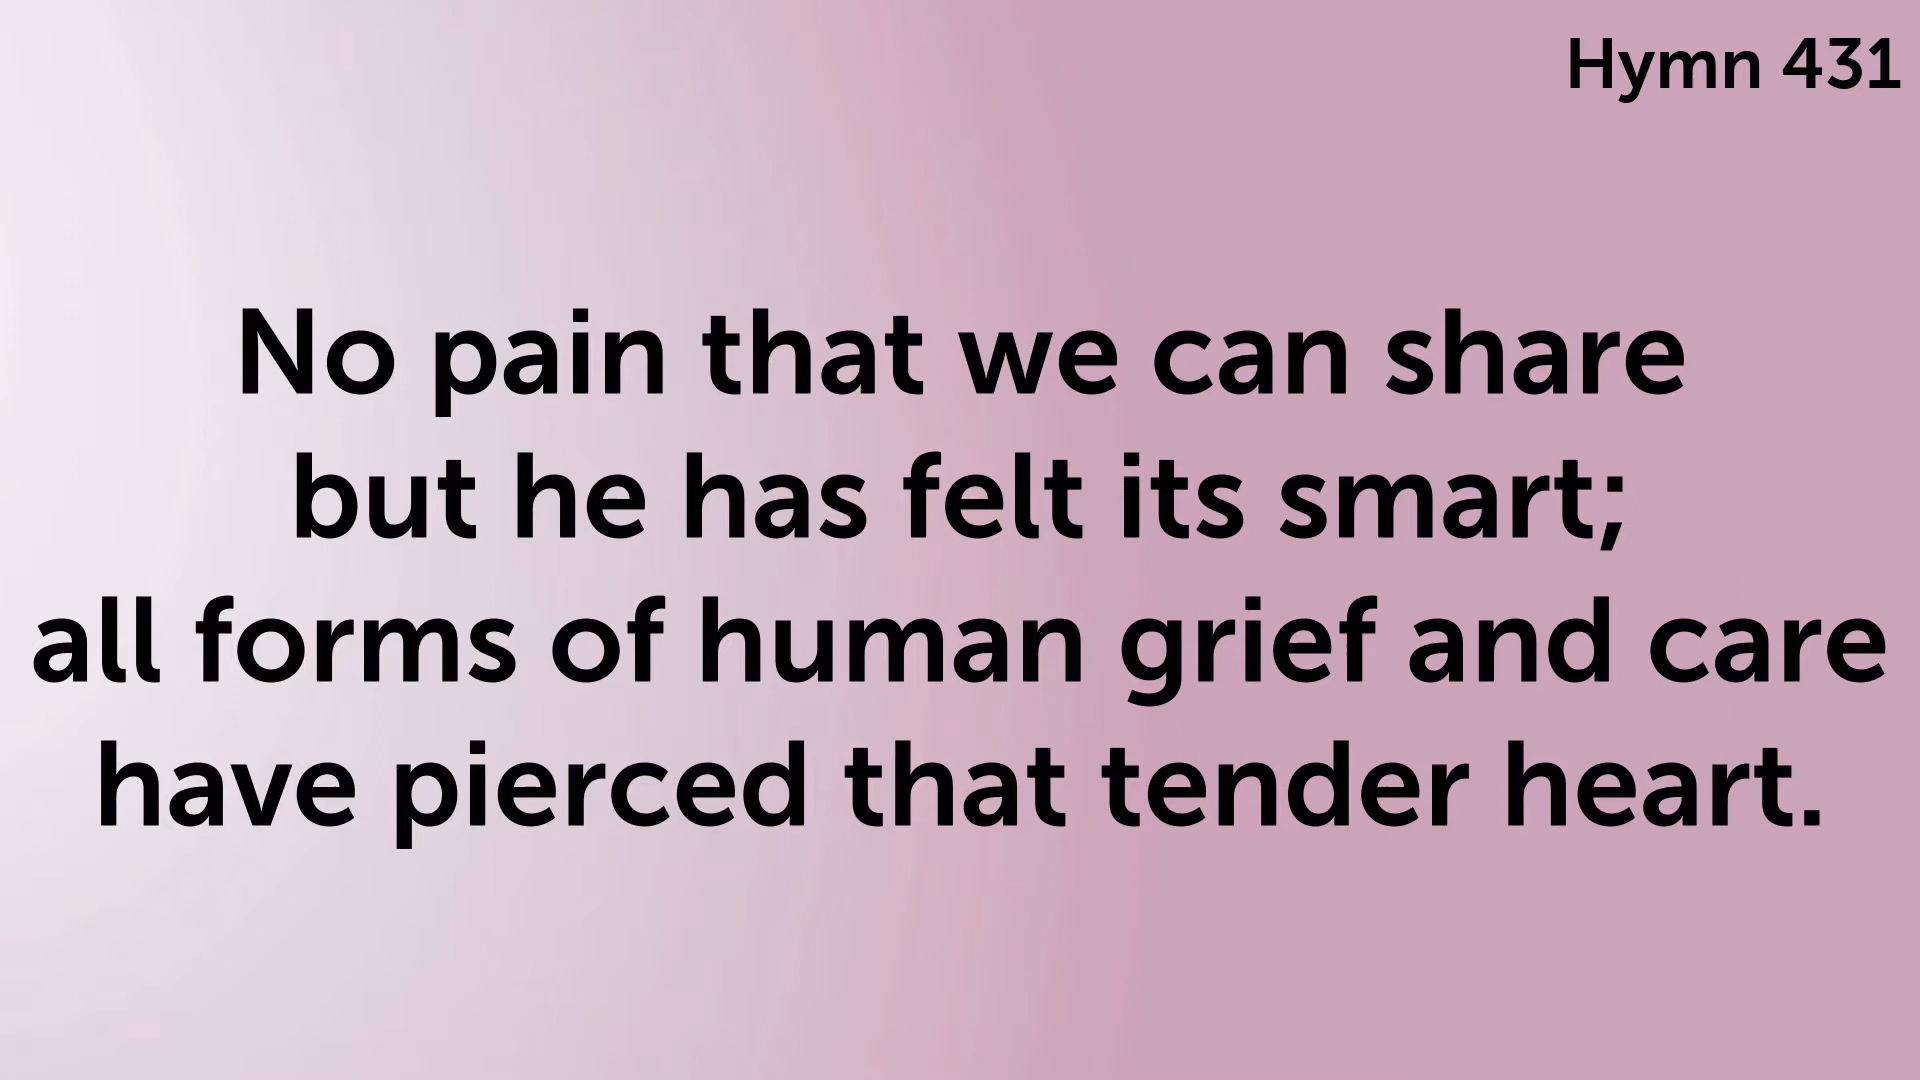 Hymn 431
No pain that we can share
but he has felt its smart;
all forms of human grief and care
have pierced that tender heart.